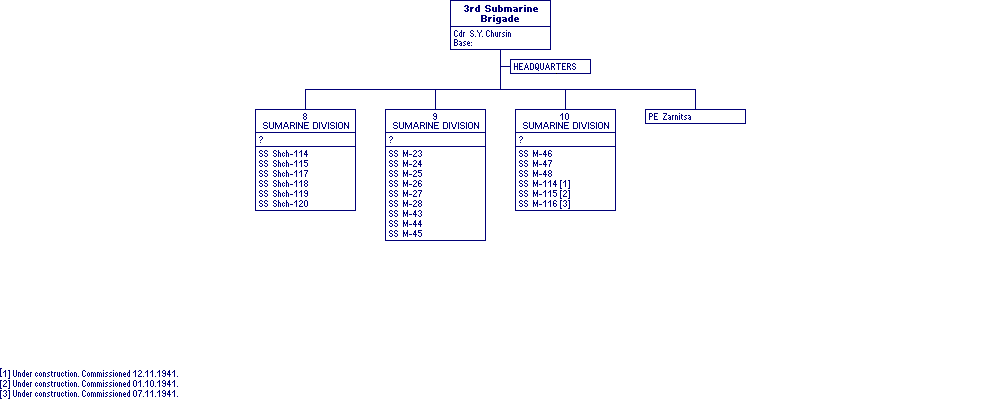 3rd Submarine
Brigade
Cdr S.Y. Chursin
Base:
HEADQUARTERS
8
SUMARINE DIVISION
?
SS Shch-114
SS Shch-115
SS Shch-117
SS Shch-118
SS Shch-119
SS Shch-120
9
SUMARINE DIVISION
?
SS M-23
SS M-24
SS M-25
SS M-26
SS M-27
SS M-28
SS M-43
SS M-44
SS M-45
10
SUMARINE DIVISION
?
SS M-46
SS M-47
SS M-48
SS M-114 [1]
SS M-115 [2]
SS M-116 [3]
PE Zarnitsa
[1] Under construction. Commissioned 12.11.1941.
[2] Under construction. Commissioned 01.10.1941.
[3] Under construction. Commissioned 07.11.1941.